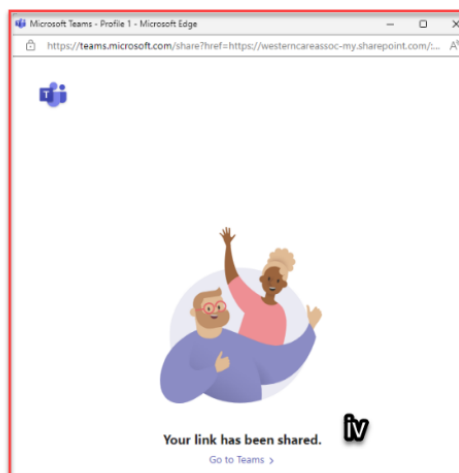 Microsoft Teams - Profile 1 - Microsoft Edge
https://teams.microsoft.com/share?href=https://westerncareassoc-my.sharepoint.com/:...
T
Your link has been shared. iv
Go to Teams >